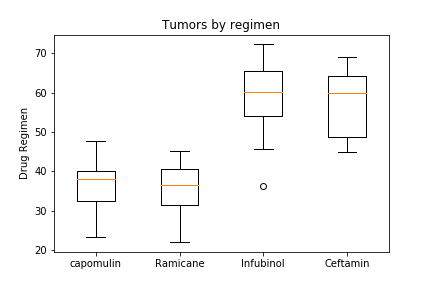 Tumors by regimen
Drug Regimen
70
60
50
40
30
20
capomulin
Ramicane
Infubinol
Ceftamin